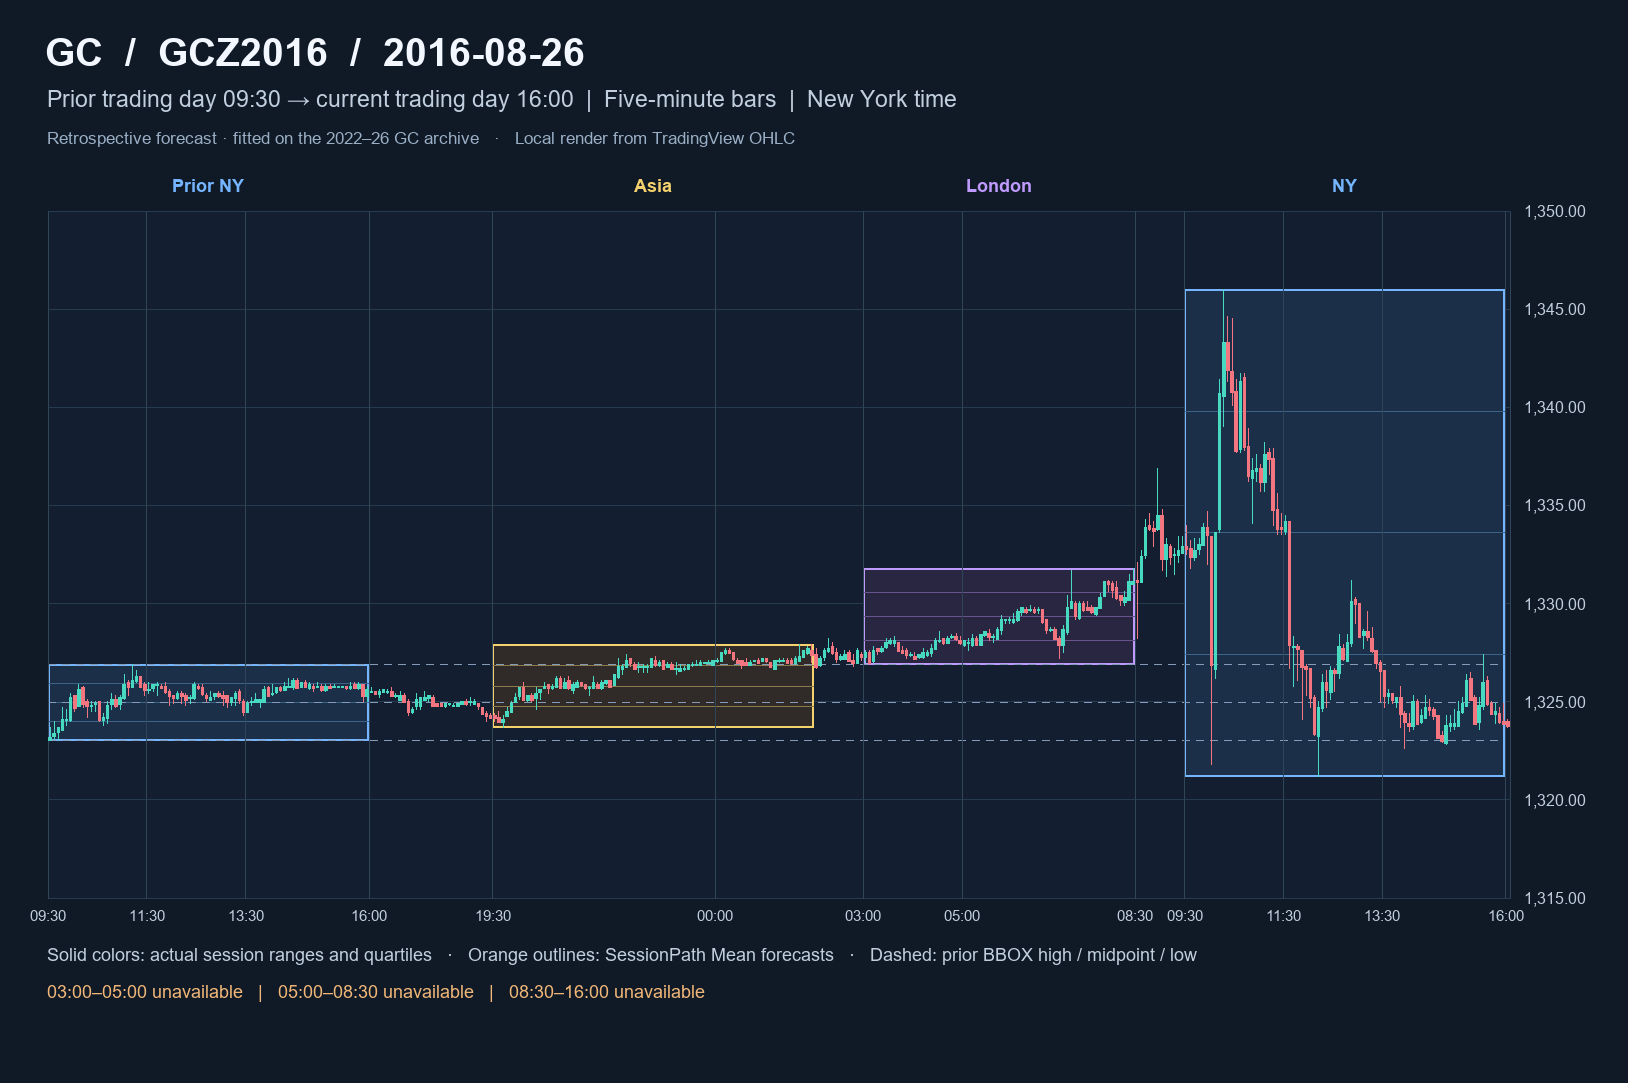 GC / GCZ2016 / 2016-08-26
Prior trading day 09:30 → current trading day 16:00 | Five-minute bars | New York time
Retrospective forecast · fitted on the 2022–26 GC archive · Local render from TradingView OHLC
Prior NY Asia London NY
1,350.00
1,345.00
1,340.00
1,335.00
1,330.00
1,325.00
1,320.00
1,315.00
09:30 11:30 13:30 16:00 19:30 00:00 03:00 05:00 08:30 09:30 11:30 13:30 16:00
Solid colors: actual session ranges and quartiles · Orange outlines: SessionPath Mean forecasts · Dashed: prior BBOX high / midpoint / low
03:00–05:00 unavailable | 05:00–08:30 unavailable | 08:30–16:00 unavailable